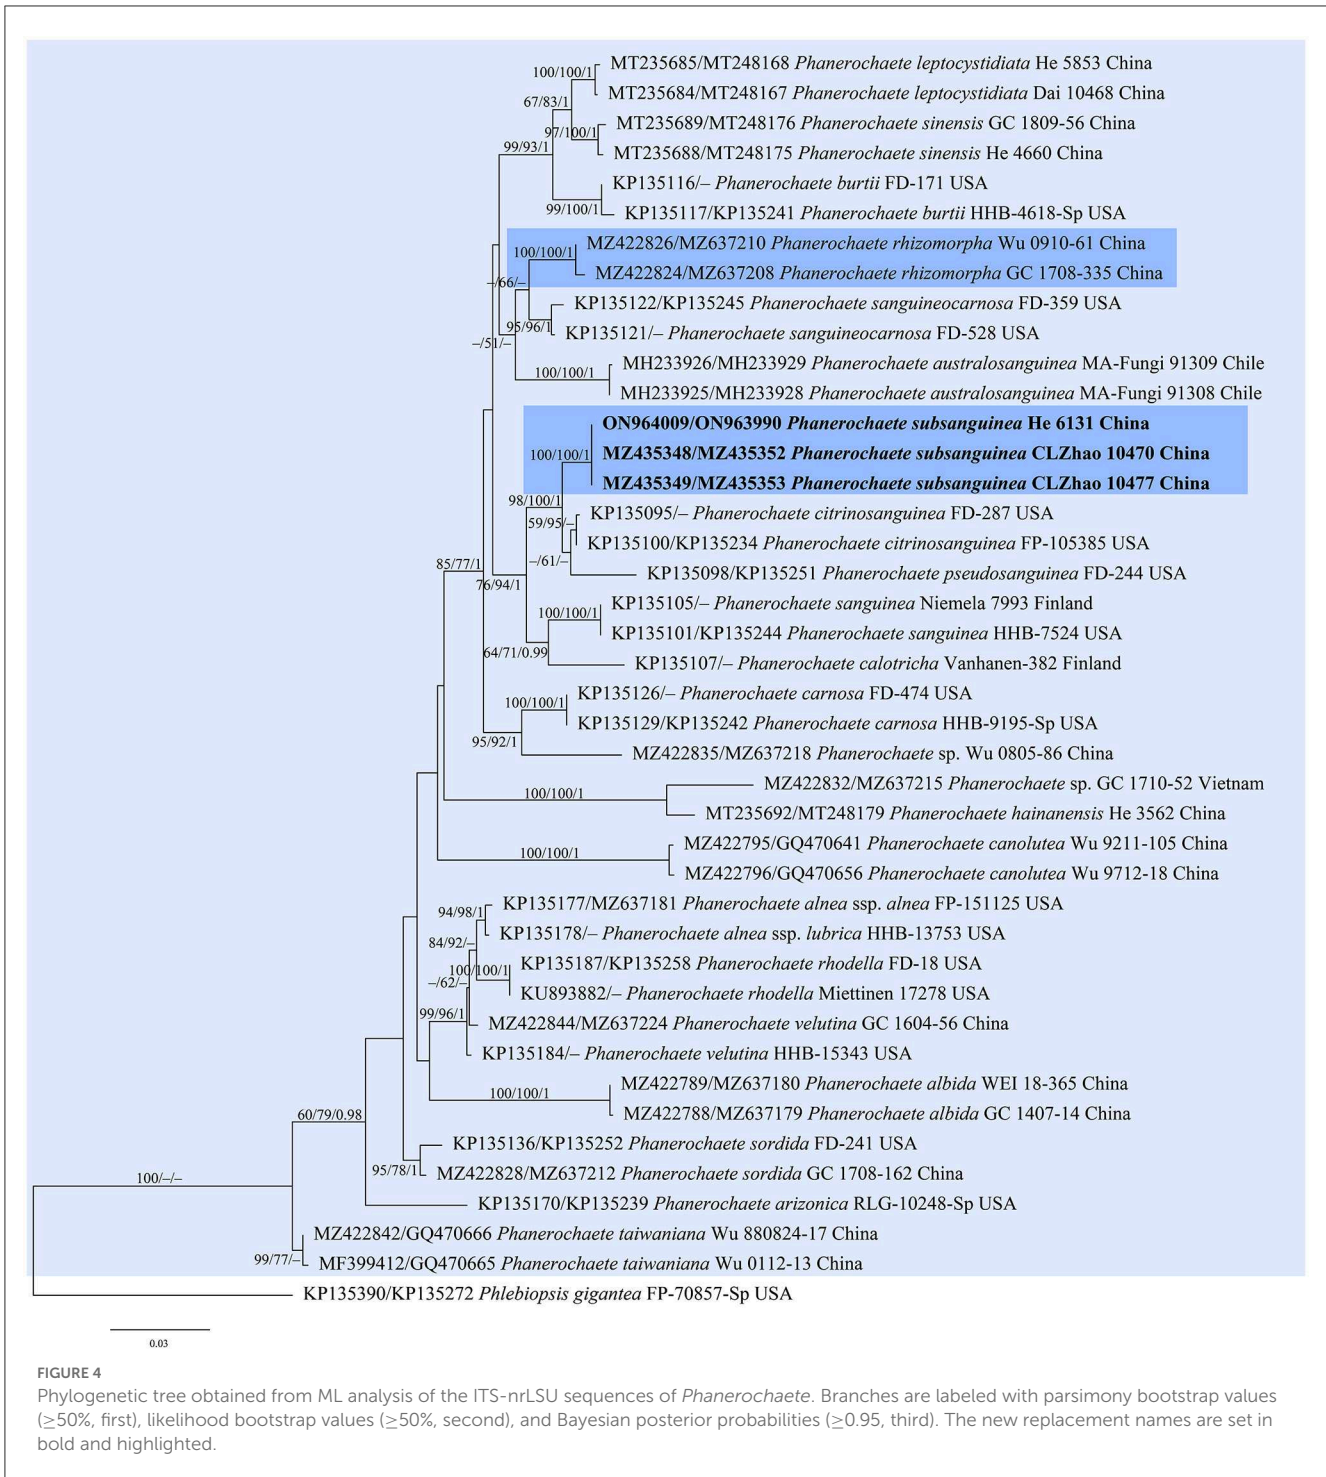 MT235685/MT248168 Phanerochaete leptocystidiata He 5853 China
100/100/1
MT235684/MT248167 Phanerochaete leptocystidiata Dai 10468 China
67/83/1
MT235689/MT248176 Phanerochaete sinensis GC 1809-56 China
97/100/1
99/93/1
MT235688/MT248175 Phanerochaete sinensis He 4660 China
KP135116/– Phanerochaete burtii FD-171 USA
99/100/1
KP135117/KP135241 Phanerochaete burtii HHB-4618-Sp USA
MZ422826/MZ637210 Phanerochaete rhizomorpha Wu 0910-61 China
100/100/1
MZ422824/MZ637208 Phanerochaete rhizomorpha GC 1708-335 China
–/66/–
KP135122/KP135245 Phanerochaete sanguineocarnosa FD-359 USA
95/96/1
KP135121/– Phanerochaete sanguineocarnosa FD-528 USA
–/51/–
MH233926/MH233929 Phanerochaete australosanguinea MA-Fungi 91309 Chile
100/100/1
MH233925/MH233928 Phanerochaete australosanguinea MA-Fungi 91308 Chile
ON964009/ON963990 Phanerochaete subsanguinea He 6131 China
100/100/1
MZ435348/MZ435352 Phanerochaete subsanguinea CLZhao 10470 China
MZ435349/MZ435353 Phanerochaete subsanguinea CLZhao 10477 China
98/100/1
KP135095/– Phanerochaete citrinosanguinea FD-287 USA
59/95/–
KP135100/KP135234 Phanerochaete citrinosanguinea FP-105385 USA
–/61/–
85/77/1
KP135098/KP135251 Phanerochaete pseudosanguinea FD-244 USA
76/94/1
KP135105/– Phanerochaete sanguinea Niemela 7993 Finland
100/100/1
KP135101/KP135244 Phanerochaete sanguinea HHB-7524 USA
64/71/0.99
KP135107/– Phanerochaete calotricha Vanhanen-382 Finland
KP135126/– Phanerochaete carnosa FD-474 USA
100/100/1
KP135129/KP135242 Phanerochaete carnosa HHB-9195-Sp USA
95/92/1
MZ422835/MZ637218 Phanerochaete sp. Wu 0805-86 China
MZ422832/MZ637215 Phanerochaete sp. GC 1710-52 Vietnam
100/100/1
MT235692/MT248179 Phanerochaete hainanensis He 3562 China
MZ422795/GQ470641 Phanerochaete canolutea Wu 9211-105 China
100/100/1
MZ422796/GQ470656 Phanerochaete canolutea Wu 9712-18 China
KP135177/MZ637181 Phanerochaete alnea ssp. alnea FP-151125 USA
94/98/1
KP135178/– Phanerochaete alnea ssp. lubrica HHB-13753 USA
84/92/–
KP135187/KP135258 Phanerochaete rhodella FD-18 USA
100/100/1
–/62/–
KU893882/– Phanerochaete rhodella Miettinen 17278 USA
99/96/1
MZ422844/MZ637224 Phanerochaete velutina GC 1604-56 China
KP135184/– Phanerochaete velutina HHB-15343 USA
MZ422789/MZ637180 Phanerochaete albida WEI 18-365 China
100/100/1
MZ422788/MZ637179 Phanerochaete albida GC 1407-14 China
60/79/0.98
KP135136/KP135252 Phanerochaete sordida FD-241 USA
95/78/1
MZ422828/MZ637212 Phanerochaete sordida GC 1708-162 China
100/–/–
KP135170/KP135239 Phanerochaete arizonica RLG-10248-Sp USA
MZ422842/GQ470666 Phanerochaete taiwaniana Wu 880824-17 China
99/77/–
MF399412/GQ470665 Phanerochaete taiwaniana Wu 0112-13 China
KP135390/KP135272 Phlebiopsis gigantea FP-70857-Sp USA
0.03
FIGURE 4
Phylogenetic tree obtained from ML analysis of the ITS-nrLSU sequences of Phanerochaete. Branches are labeled with parsimony bootstrap values
(≥50%, first), likelihood bootstrap values (≥50%, second), and Bayesian posterior probabilities (≥0.95, third). The new replacement names are set in
bold and highlighted.